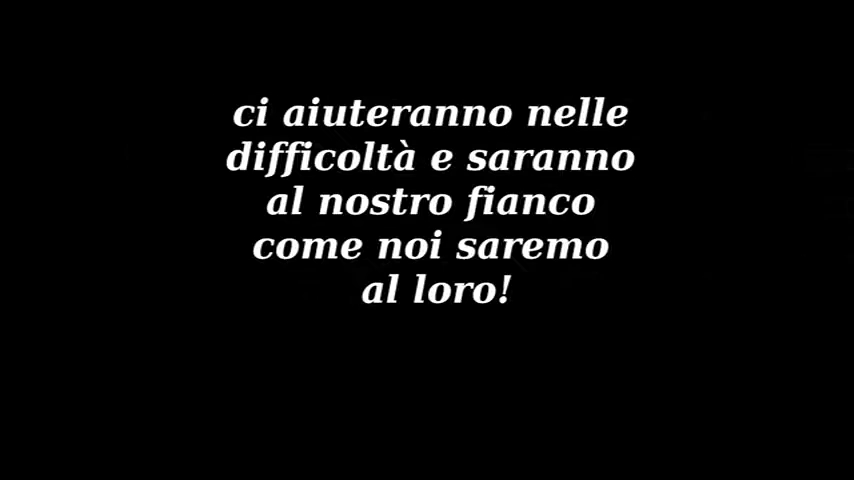 ci aiuteranno nelle
difficoltà e saranno
al nostro fianco
come noi saremo
al loro!